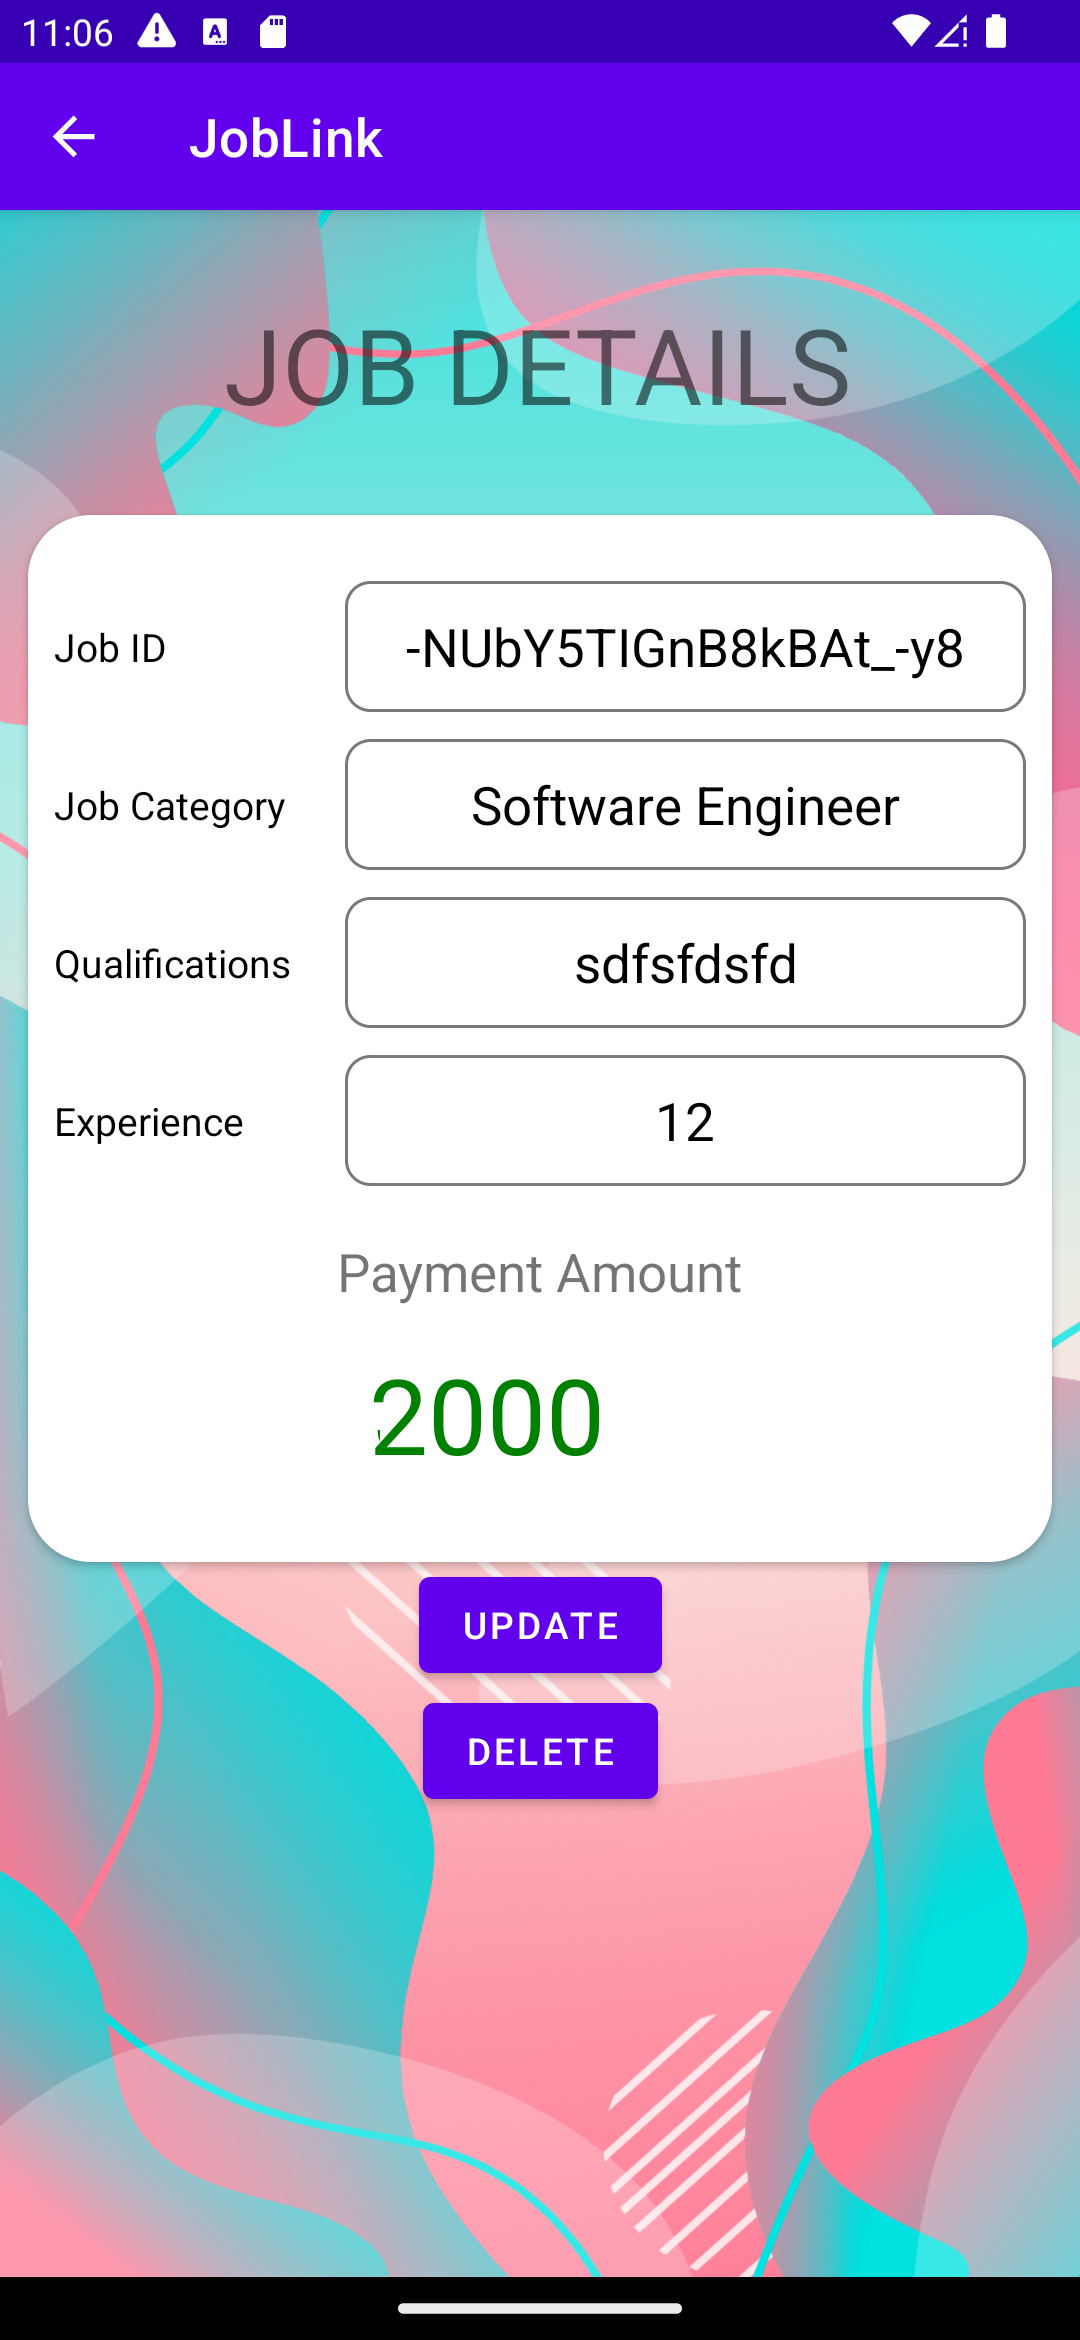 11:06
JobLink
JOB DETAILS
Job ID
-NUbY5TIGnB8kBAt_-y8
Job Category
Software Engineer
Qualifications
sdfsfdsfd
Experience
12
Payment Amount
2000
UPDATE
DELETE